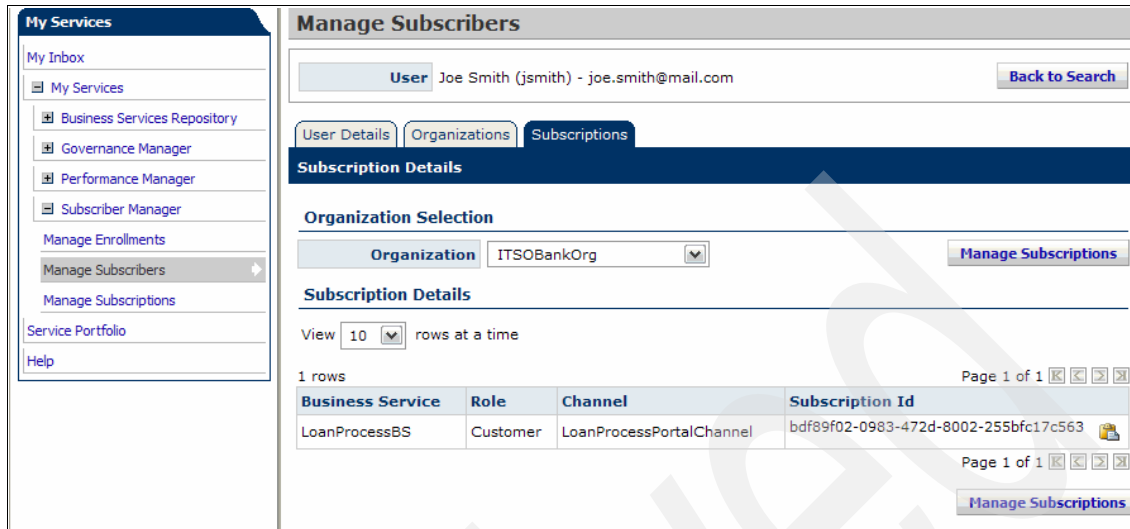 My Services
My Inbox
My Services
Business Services Repository
Governance Manager
Performance Manager
Subscriber Manager
Manage Enrollments
Manage Subscribers
Manage Subscriptions
Service Portfolio
Help
Manage Subscribers
User Joe Smith (jsmith) - joe.smith@mail.com Back to Search
User Details Organizations Subscriptions
Subscription Details
Organization Selection
Organization ITSOBankOrg Manage Subscriptions
Subscription Details
View 10 rows at a time
1 rows Page 1 of 1
Business Service Role Channel Subscription Id
LoanProcessBS Customer LoanProcessPortalChannel bdf89f02-0983-472d-8002-255bfc17c563
Page 1 of 1
Manage Subscriptions